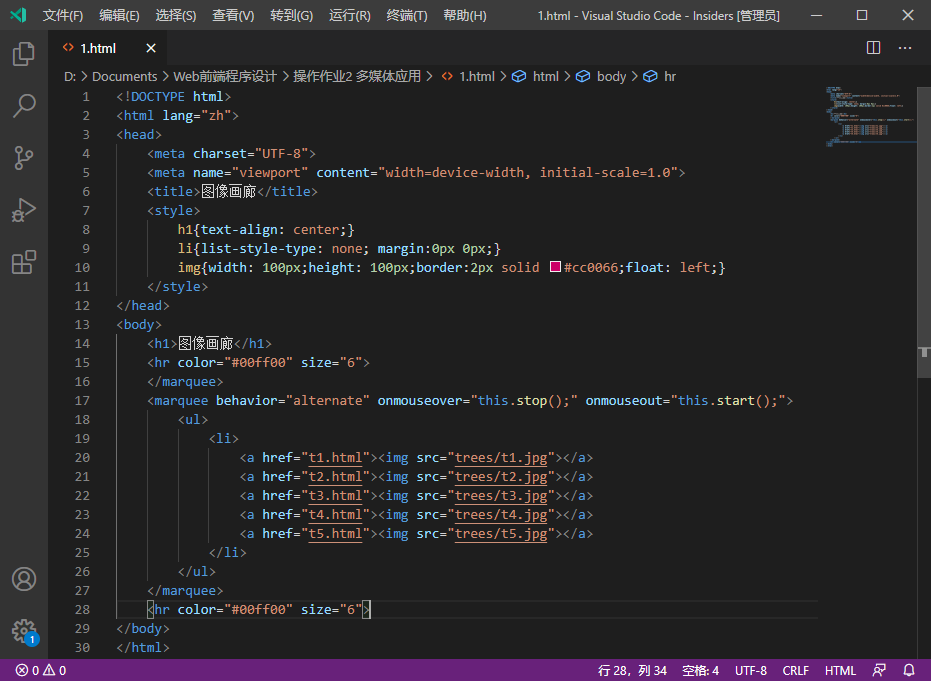 文件(F) 编辑(E) 选择(S) 查看(V) 转到(G) 运行(R) 终端(T) 帮助(H) 1.html - Visual Studio Code - Insiders [管理员]
<> 1.html ×
D: > Documents > Web前端程序设计 > 操作作业2 多媒体应用 > <> 1.html > html > body > hr
1 <!DOCTYPE html>
2 <html lang="zh">
3 <head>
4 <meta charset="UTF-8">
5 <meta name="viewport" content="width=device-width, initial-scale=1.0">
6 <title>图像画廊</title>
7 <style>
8 h1{text-align: center;}
9 li{list-style-type: none; margin:0px 0px;}
10 img{width: 100px;height: 100px;border:2px solid #cc0066;float: left;}
11 </style>
12 </head>
13 <body>
14 <h1>图像画廊</h1>
15 <hr color="#00ff00" size="6">
16 </marquee>
17 <marquee behavior="alternate" onmouseover="this.stop();" onmouseout="this.start();">
18 <ul>
19 <li>
20 <a href="t1.html"><img src="trees/t1.jpg"></a>
21 <a href="t2.html"><img src="trees/t2.jpg"></a>
22 <a href="t3.html"><img src="trees/t3.jpg"></a>
23 <a href="t4.html"><img src="trees/t4.jpg"></a>
24 <a href="t5.html"><img src="trees/t5.jpg"></a>
25 </li>
26 </ul>
27 </marquee>
28 <hr color="#00ff00" size="6">
29 </body>
30 </html>
1
0 0 行 28，列 34 空格: 4 UTF-8 CRLF HTML